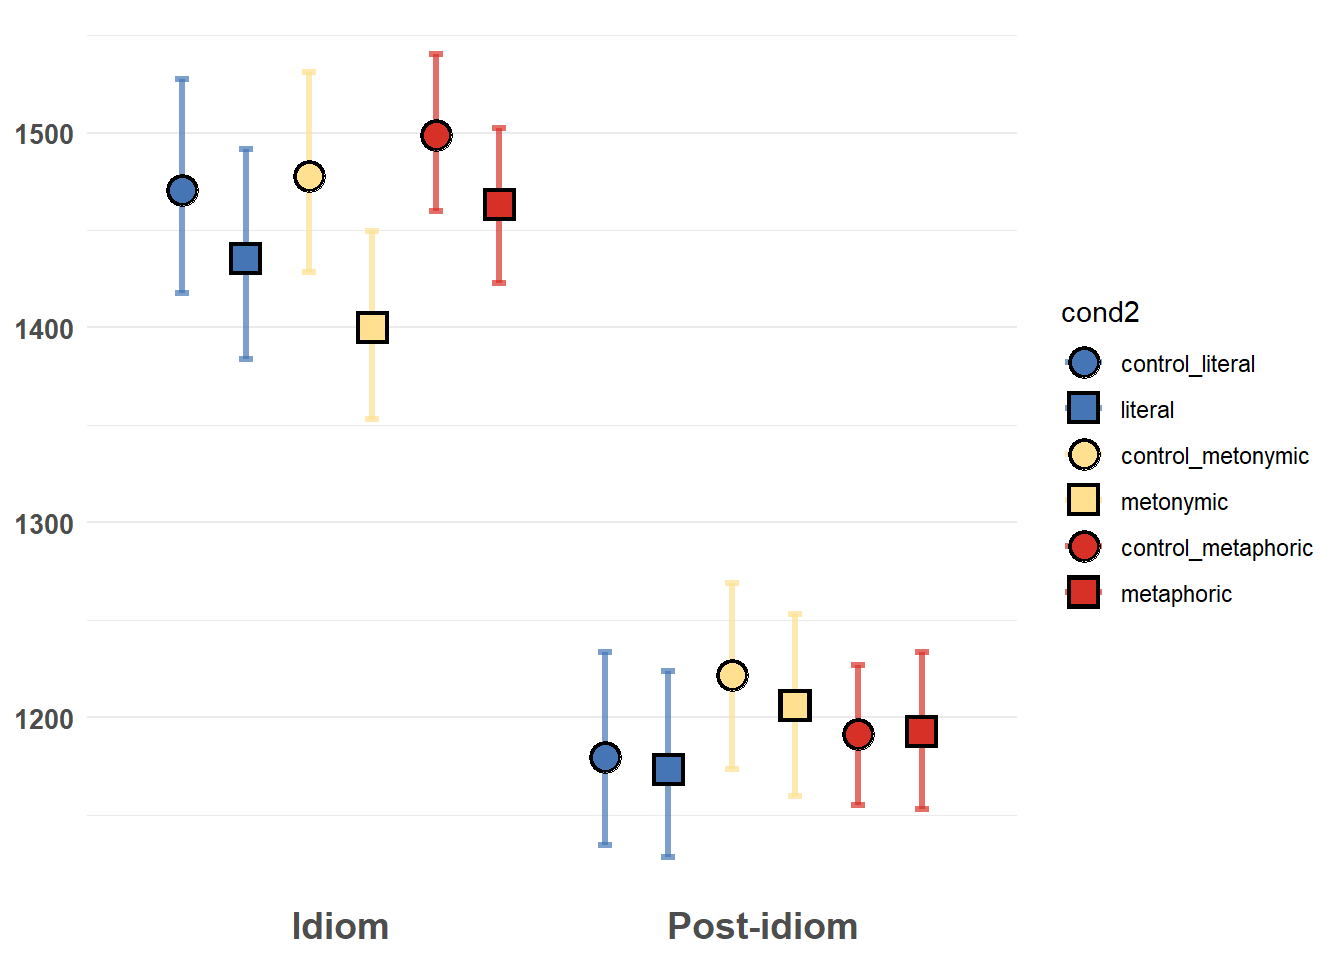 1500
1400
1300
1200
Idiom
Post-idiom
cond2
control_literal
literal
control_metonymic
metonymic
control_metaphoric
metaphoric